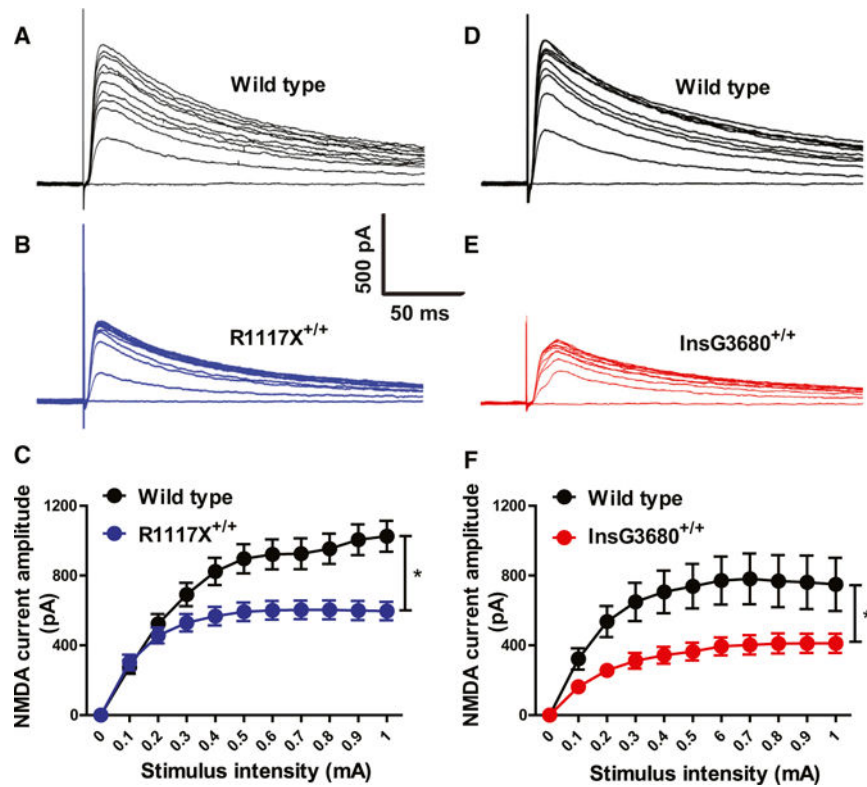 A
Wild type
D
Wild type
B
R1117X+/+
500 pA
50 ms
E
InsG3680+/+
C
NMDA current amplitude
(pA)
1200
800
400
0
Wild type
R1117X+/+
*
0
0.1
0.2
0.3
0.4
0.5
0.6
0.7
0.8
0.9
1
Stimulus intensity (mA)
F
NMDA current amplitude
(pA)
1200
800
400
0
Wild type
InsG3680+/+
*
0
0.1
0.2
0.3
0.4
0.5
0.6
0.7
0.8
0.9
1
Stimulus intensity (mA)